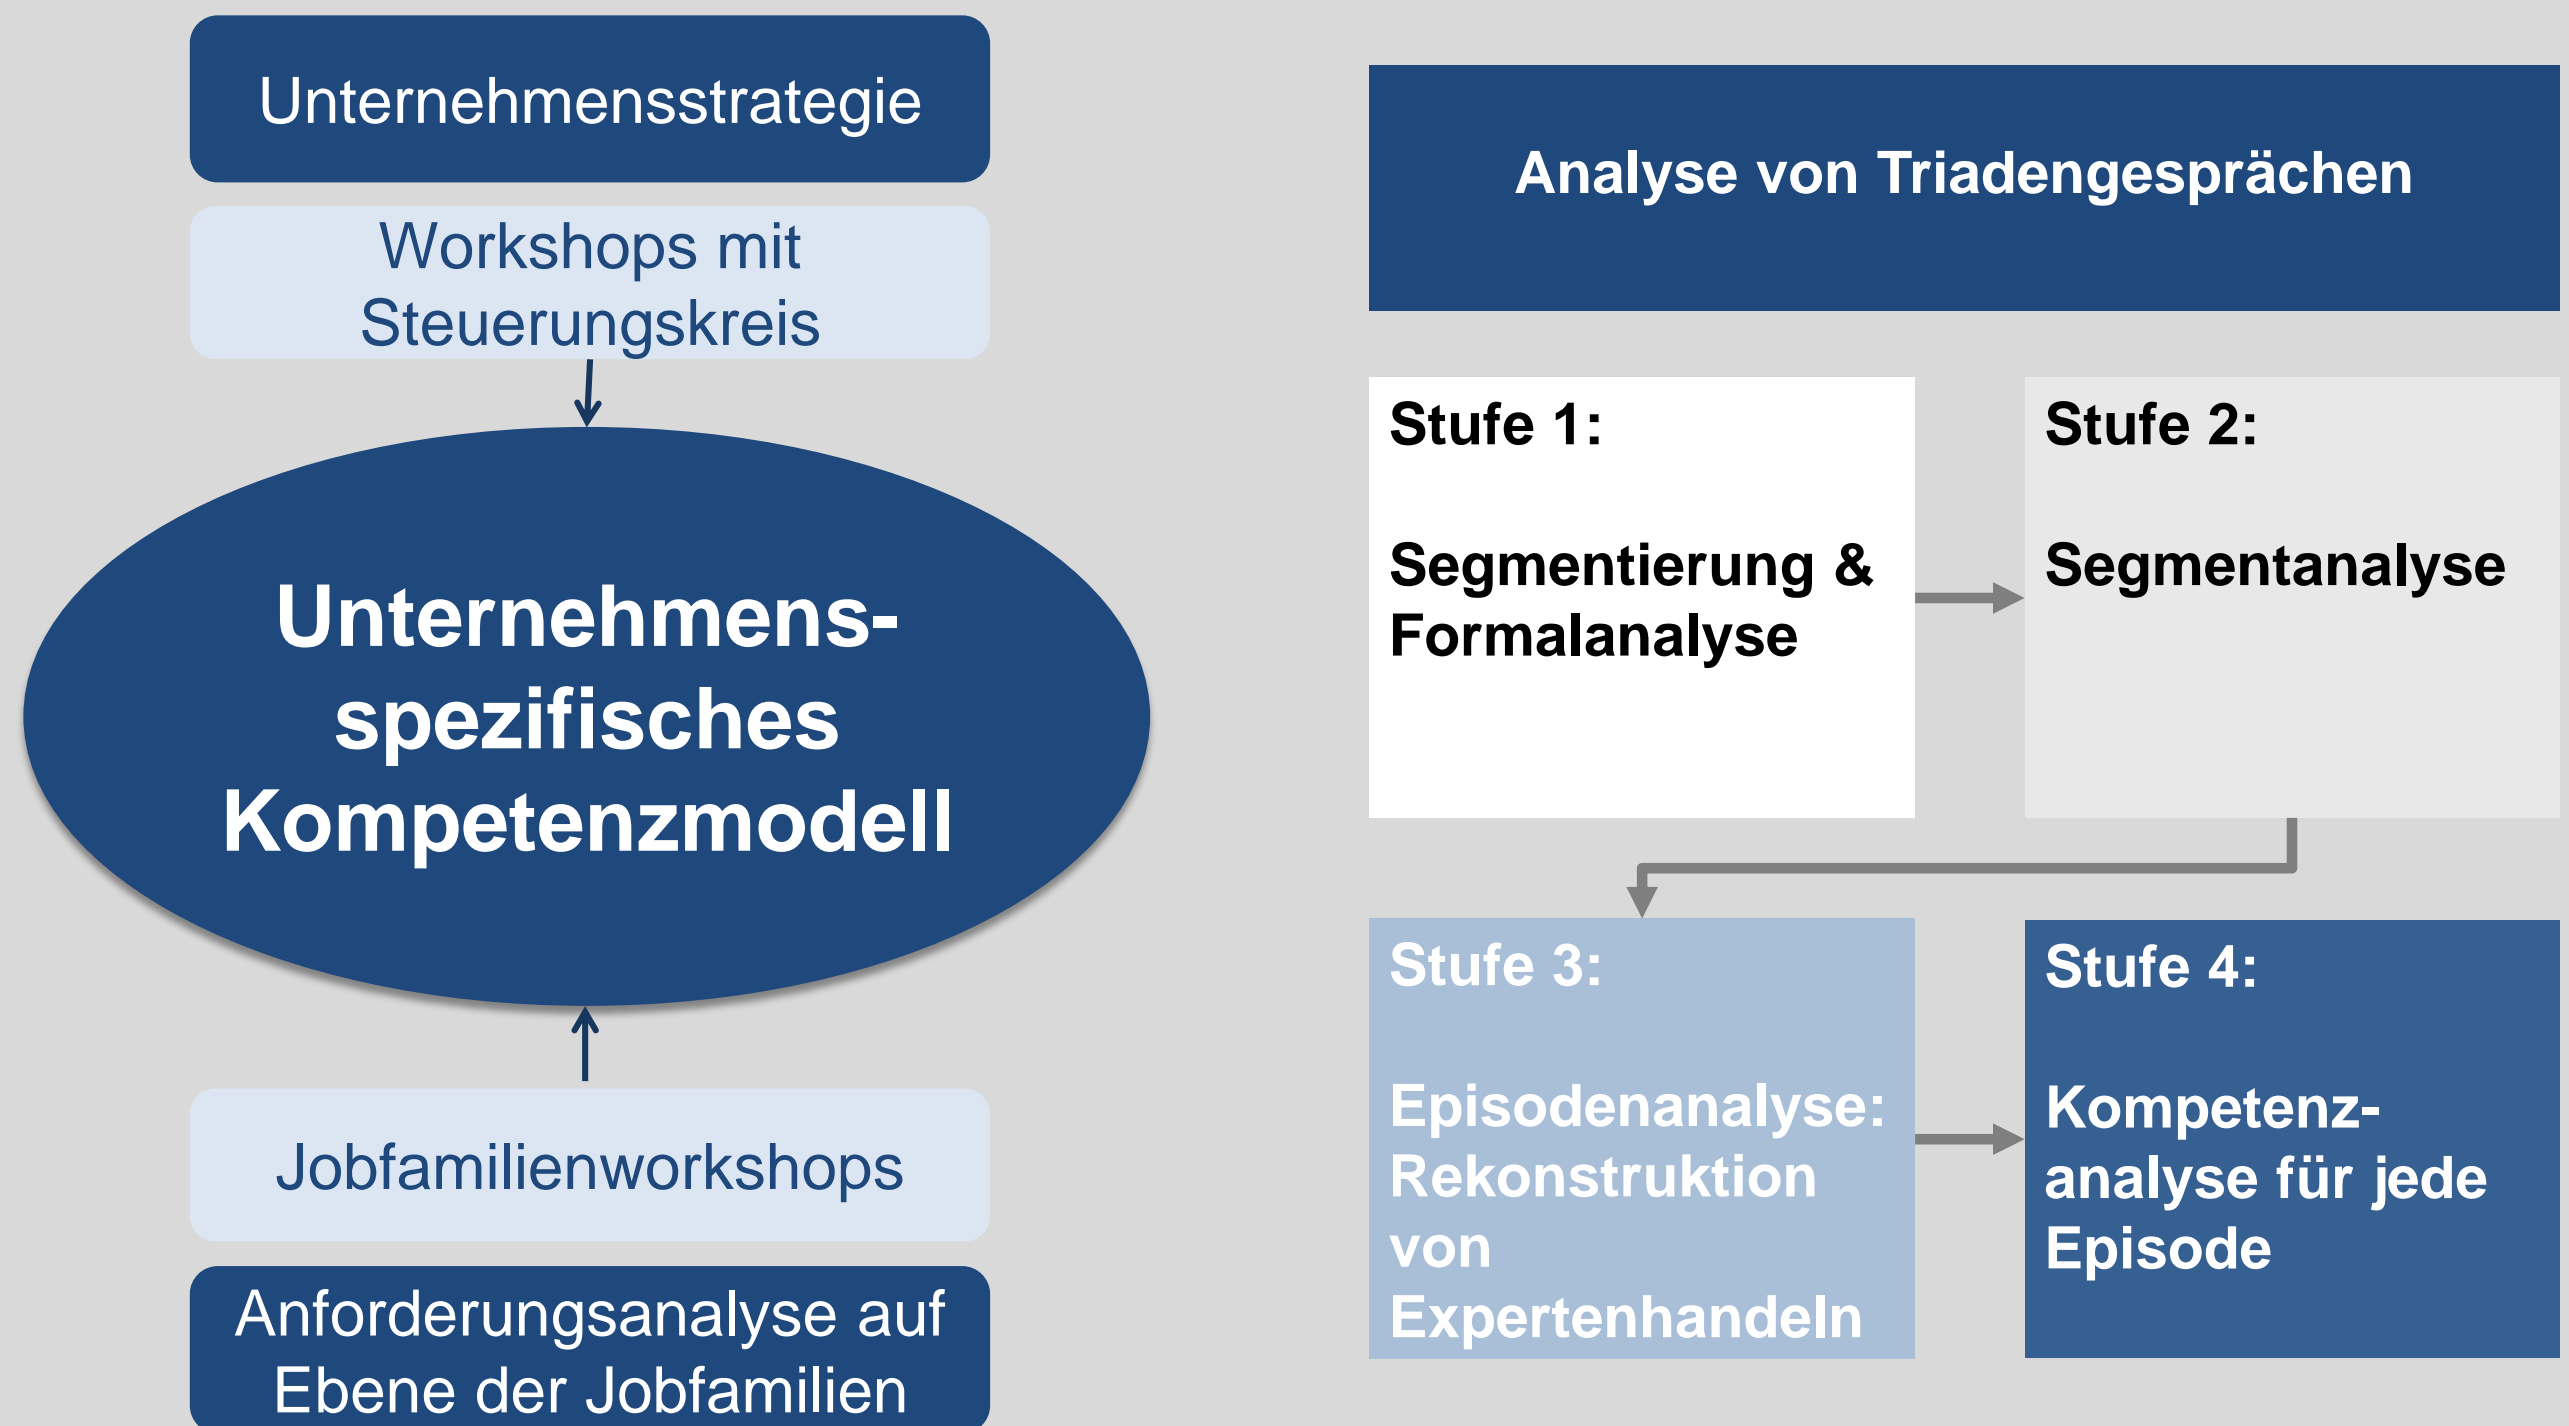 Unternehmensstrategie
Workshops mit
Steuerungskreis
Unternehmens-
spezifisches
Kompetenzmodell
Jobfamilienworkshops
Anforderungsanalyse auf
Ebene der Jobfamilien
Analyse von Triadengesprächen
Stufe 1:
Segmentierung &
Formalanalyse
Stufe 2:
Segmentanalyse
Stufe 3:
Episodenanalyse:
Rekonstruktion
von
Expertenhandeln
Stufe 4:
Kompetenz-
analyse für jede
Episode